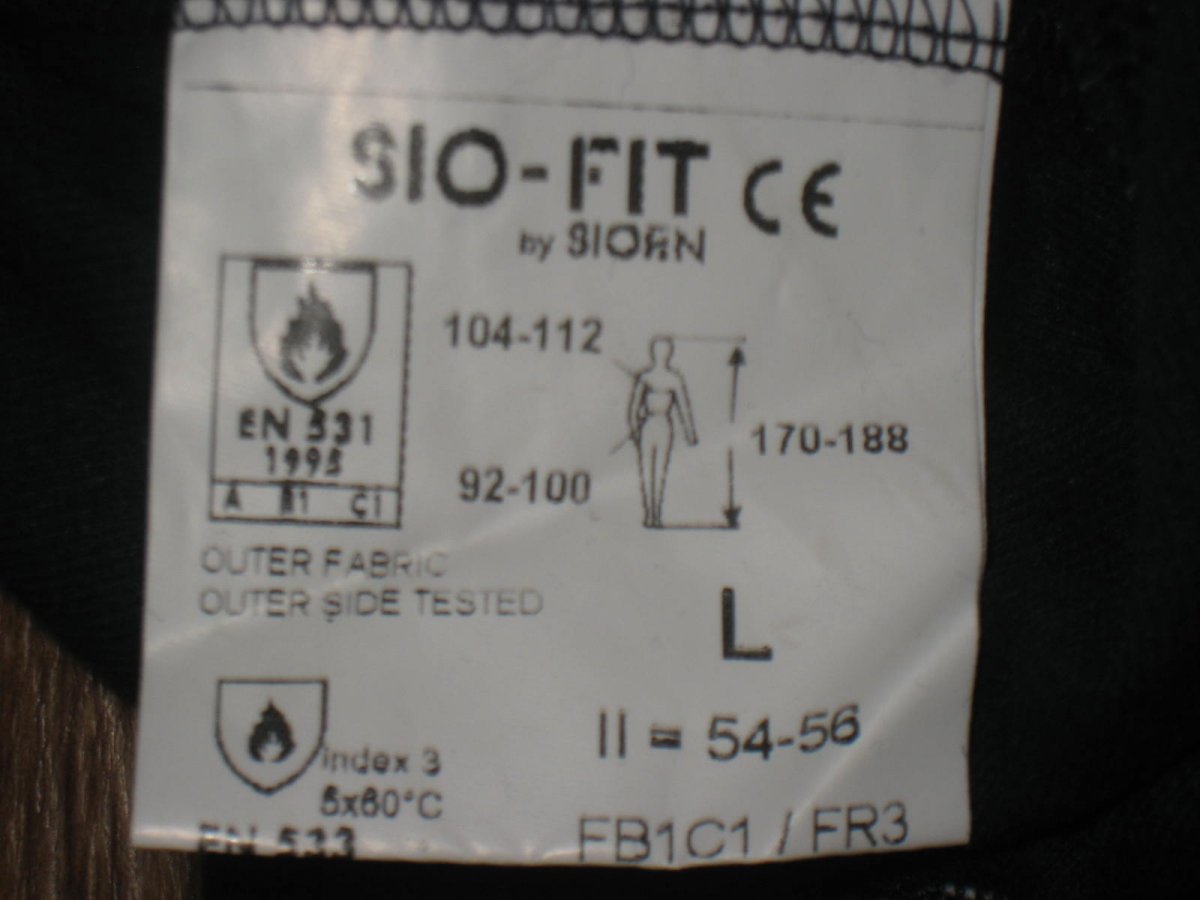 SIO-FIT CE
by SIOEN
EN 531
1995
A B1 C1
104-112
92-100
170-188
OUTER FABRIC
OUTER SIDE TESTED
L
II = 54-56
index 3
5x60°C
EN 533
FB1C1 / FR3